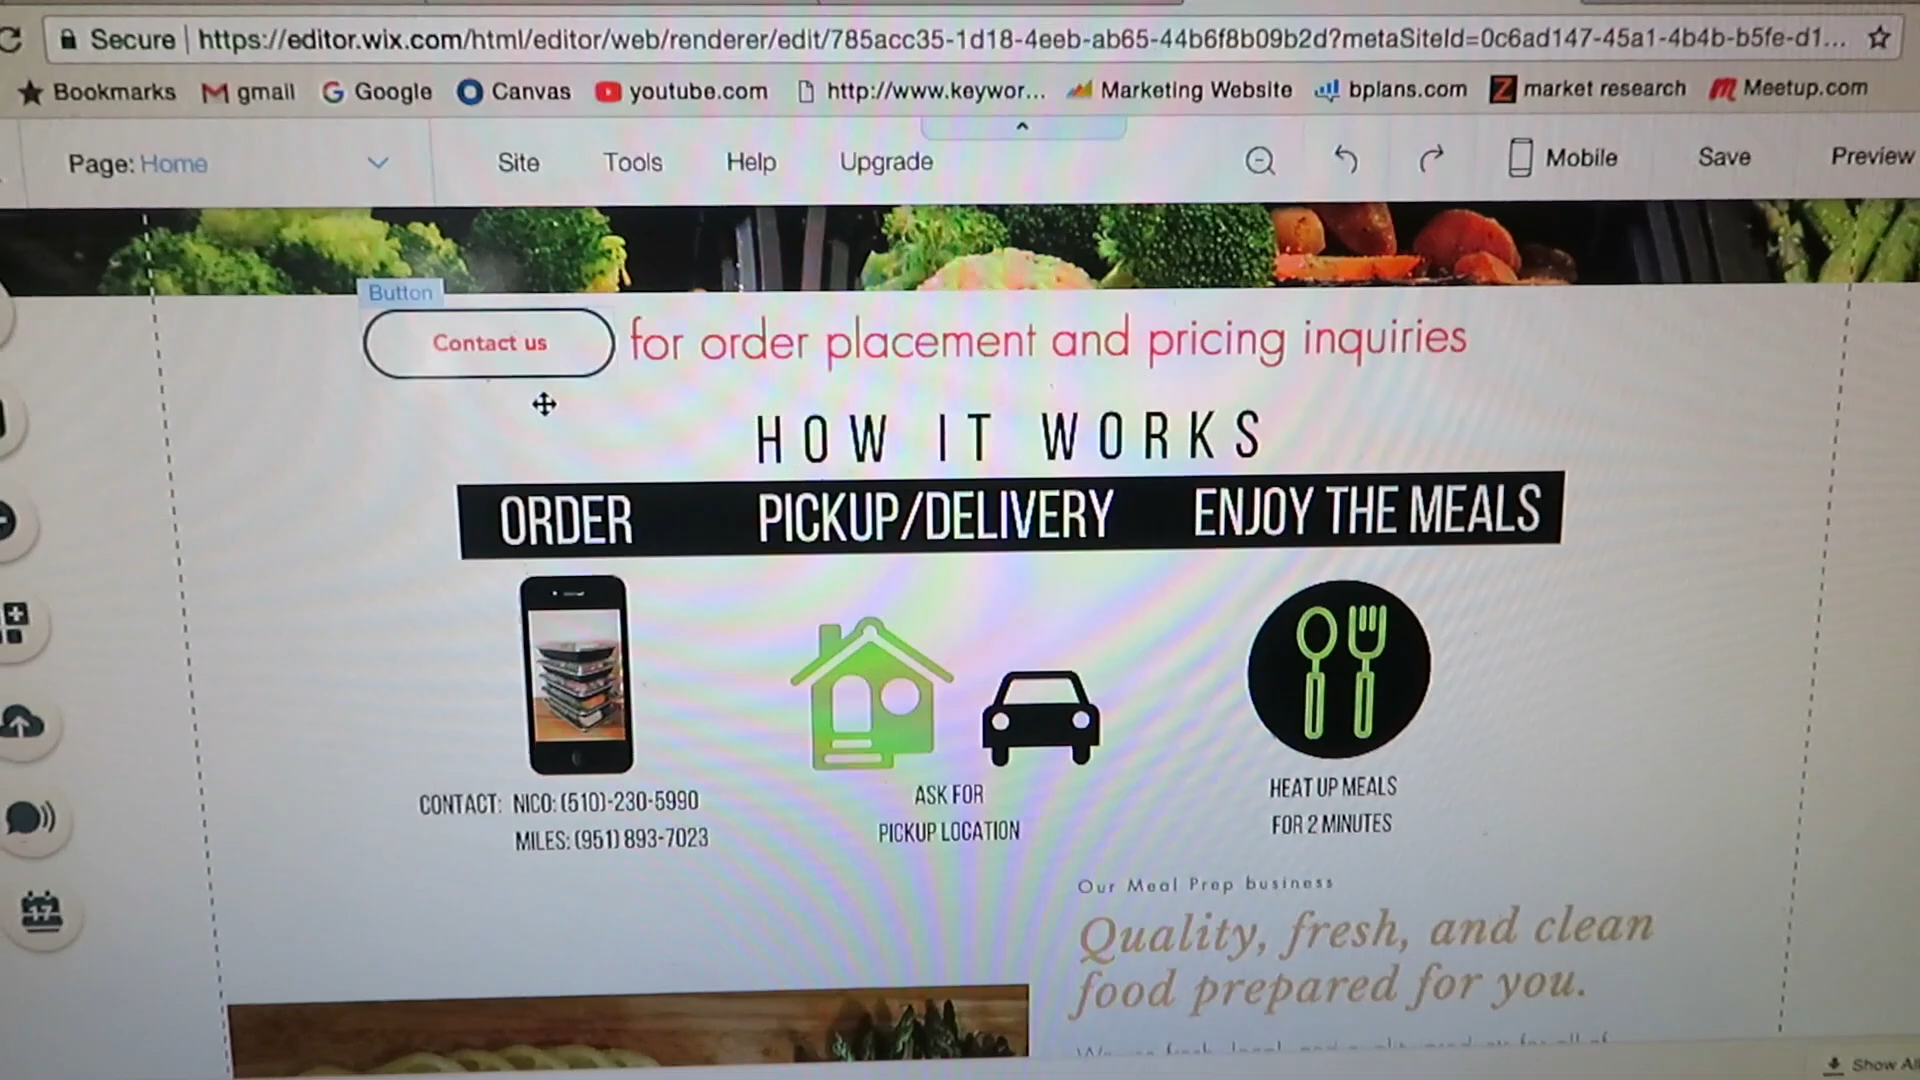 Secure | https://editor.wix.com/html/editor/web/renderer/edit/785acc35-1d18-4eeb-ab65-44b6f8b09b2d?metaSiteId=0c6ad147-45a1-4b4b-b5fe-d1...
Bookmarks gmail Google Canvas youtube.com http://www.keywor... Marketing Website bplans.com market research Meetup.com
Page: Home Site Tools Help Upgrade Mobile Save Preview
Button
Contact us for order placement and pricing inquiries
HOW IT WORKS
ORDER PICKUP/DELIVERY ENJOY THE MEALS
CONTACT: NICO: (510)-230-5990
MILES: (951) 893-7023
ASK FOR
PICKUP LOCATION
HEAT UP MEALS
FOR 2 MINUTES
17
Our Meal Prep business
Quality, fresh, and clean
food prepared for you.
Show All